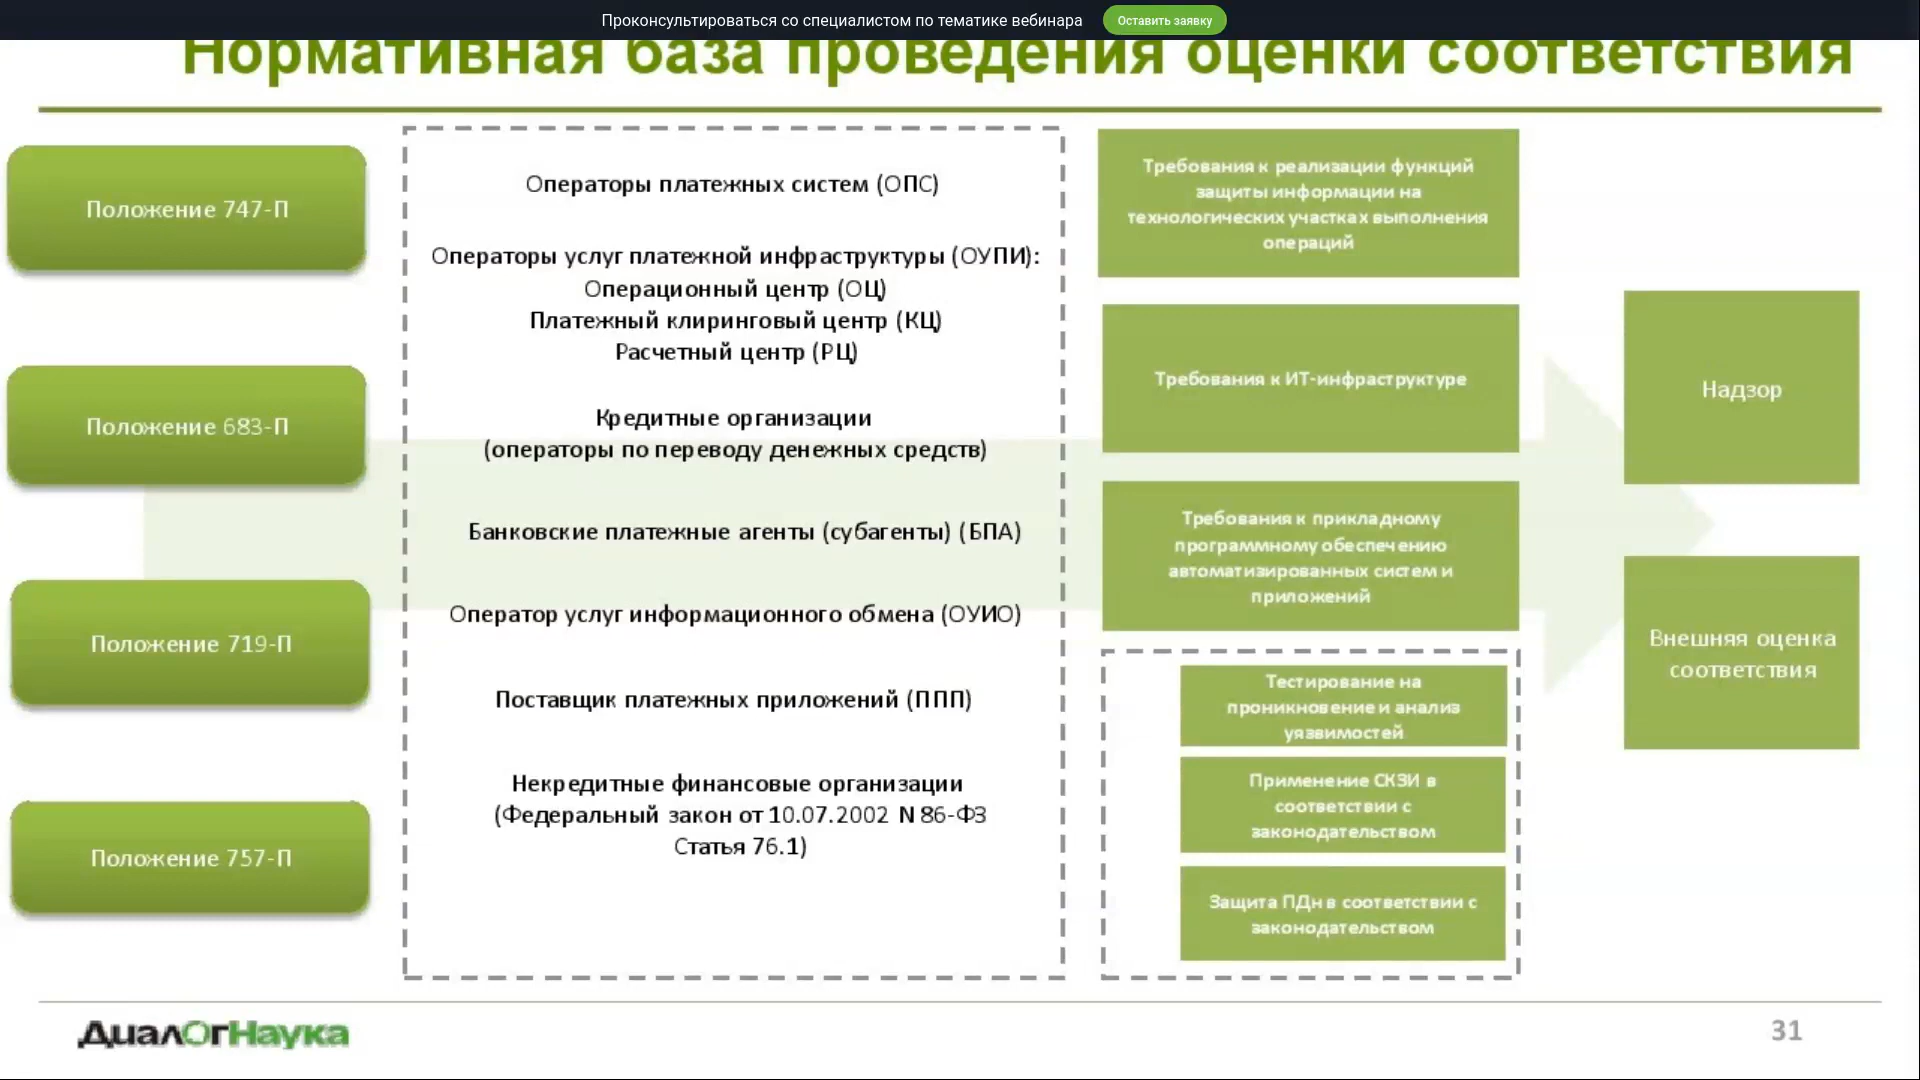 Проконсультироваться со специалистом по тематике вебинара
Оставить заявку
Нормативная база проведения оценки соответствия
Положение 747-П
Положение 683-П
Положение 719-П
Положение 757-П
Операторы платежных систем (ОПС)
Операторы услуг платежной инфраструктуры (ОУПИ):
Операционный центр (ОЦ)
Платежный клиринговый центр (КЦ)
Расчетный центр (РЦ)
Кредитные организации
(операторы по переводу денежных средств)
Банковские платежные агенты (субагенты) (БПА)
Оператор услуг информационного обмена (ОУИО)
Поставщик платежных приложений (ППП)
Некредитные финансовые организации
(Федеральный закон от 10.07.2002 N 86-ФЗ
Статья 76.1)
Требования к реализации функций
защиты информации на
технологических участках выполнения
операций
Требования к ИТ-инфраструктуре
Требования к прикладному
программному обеспечению
автоматизированных систем и
приложений
Тестирование на
проникновение и анализ
уязвимостей
Применение СКЗИ в
соответствии с
законодательством
Защита ПДн в соответствии с
законодательством
Надзор
Внешняя оценка
соответствия
ДиалОгНаука
31